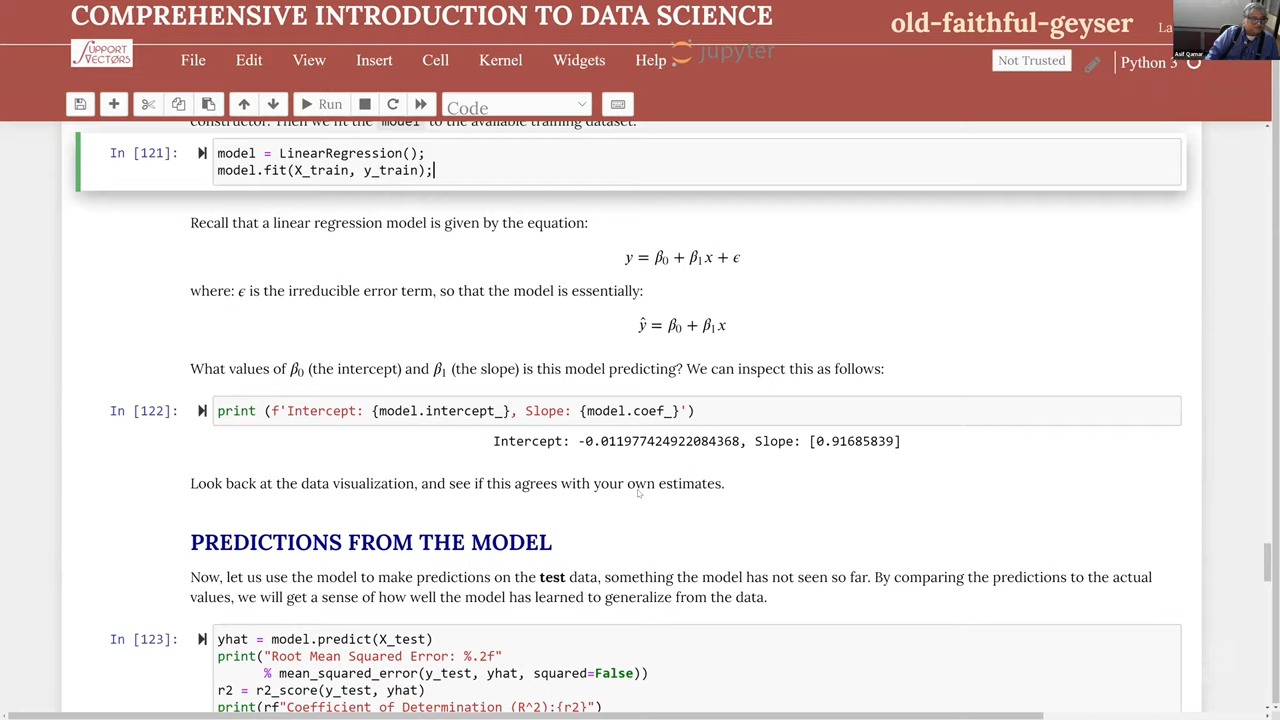 COMPREHENSIVE INTRODUCTION TO DATA SCIENCE
old-faithful-geyser
La
Asif Qamar
SUPPORT VECTORS
File Edit View Insert Cell Kernel Widgets Help
jupyter
Not Trusted
Python 3
Run
Code
constructor. Then we fit the model to the available training dataset.
In [121]:
model = LinearRegression();
model.fit(X_train, y_train);
Recall that a linear regression model is given by the equation:
y = β₀ + β₁x + ϵ
where: ϵ is the irreducible error term, so that the model is essentially:
ŷ = β₀ + β₁x
What values of β₀ (the intercept) and β₁ (the slope) is this model predicting? We can inspect this as follows:
In [122]:
print (f'Intercept: {model.intercept_}, Slope: {model.coef_}')
Intercept: -0.011977424922084368, Slope: [0.91685839]
Look back at the data visualization, and see if this agrees with your own estimates.
PREDICTIONS FROM THE MODEL
Now, let us use the model to make predictions on the test data, something the model has not seen so far. By comparing the predictions to the actual
values, we will get a sense of how well the model has learned to generalize from the data.
In [123]:
yhat = model.predict(X_test)
print("Root Mean Squared Error: %.2f"
% mean_squared_error(y_test, yhat, squared=False))
r2 = r2_score(y_test, yhat)
print(rf"Coefficient of Determination (R^2):{r2}")